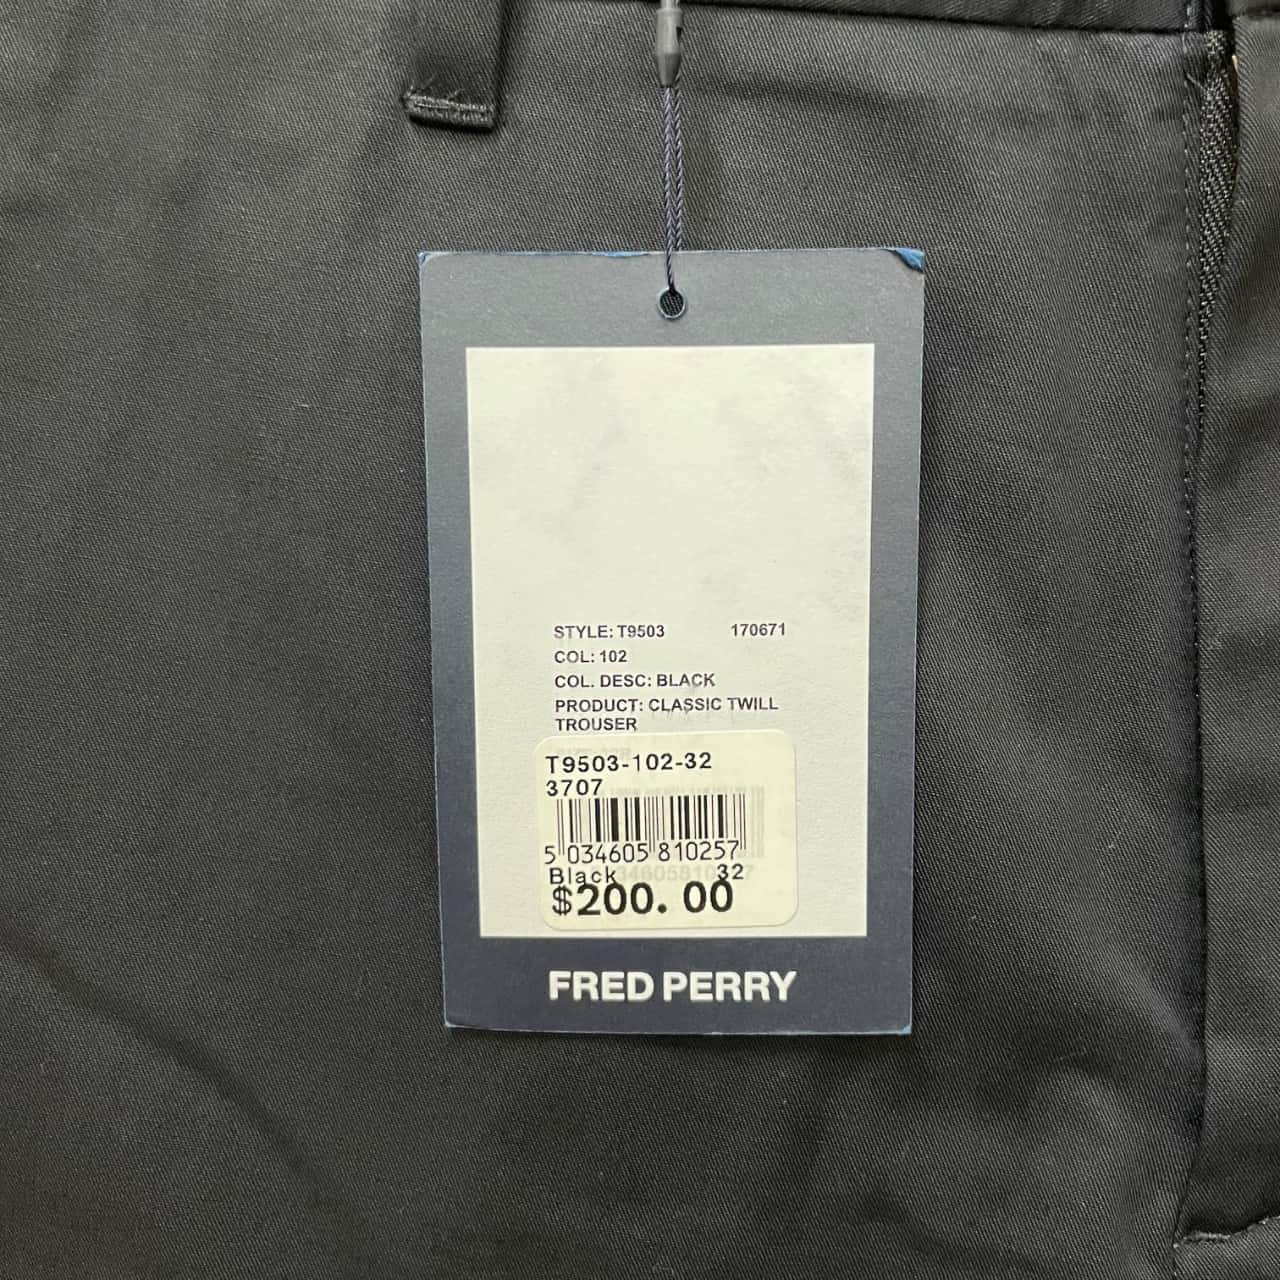 STYLE: T9503 170671
COL: 102
COL. DESC: BLACK
PRODUCT: CLASSIC TWILL
TROUSER
T9503-102-32
3707
5 034605 810257
Black 32
$200.00
FRED PERRY